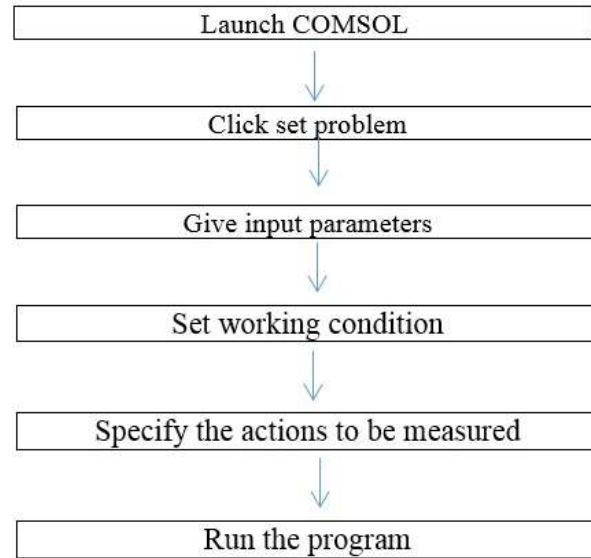 Launch COMSOL
Click set problem
Give input parameters
Set working condition
Specify the actions to be measured
Run the program